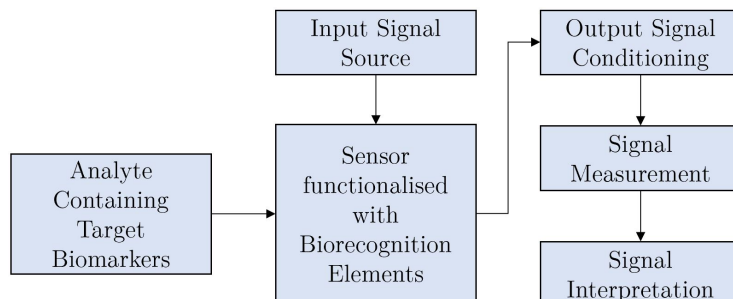 Input Signal
Source
Output Signal
Conditioning
Analyte
Containing
Target
Biomarkers
Sensor
functionalised
with
Biorecognition
Elements
Signal
Measurement
Signal
Interpretation